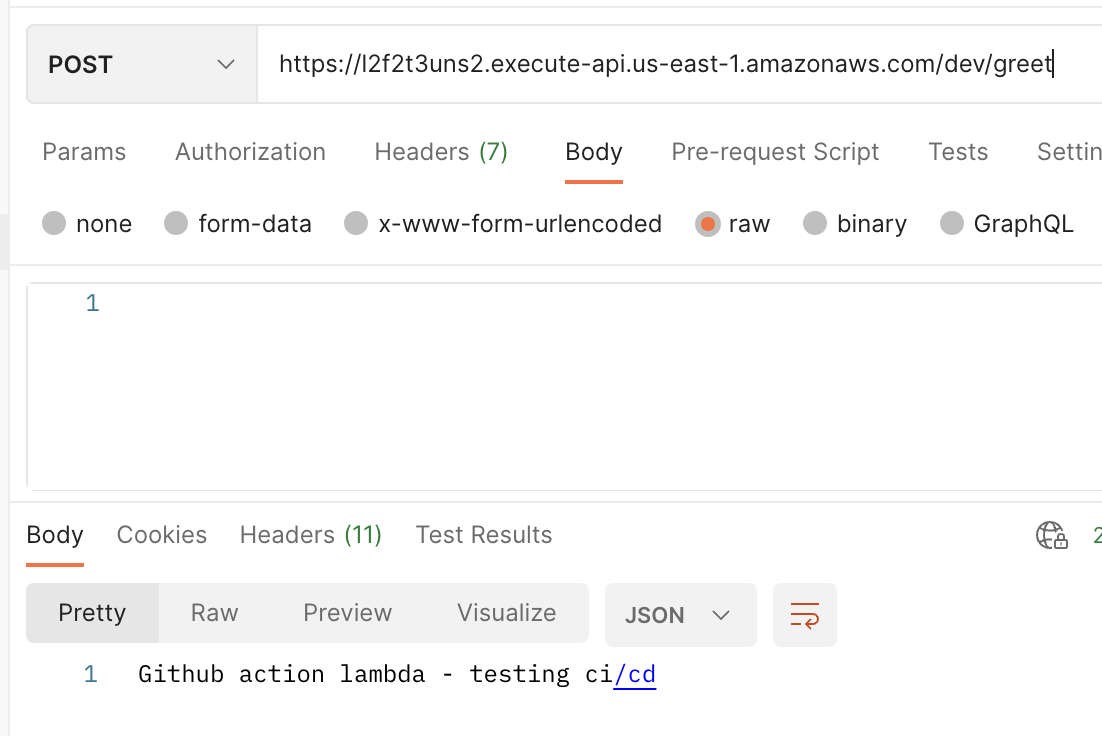 POST https://l2f2t3uns2.execute-api.us-east-1.amazonaws.com/dev/greet
Params Authorization Headers (7) Body Pre-request Script Tests Settin
none form-data x-www-form-urlencoded raw binary GraphQL
1
Body Cookies Headers (11) Test Results 2
Pretty Raw Preview Visualize JSON
1 Github action lambda - testing ci/cd